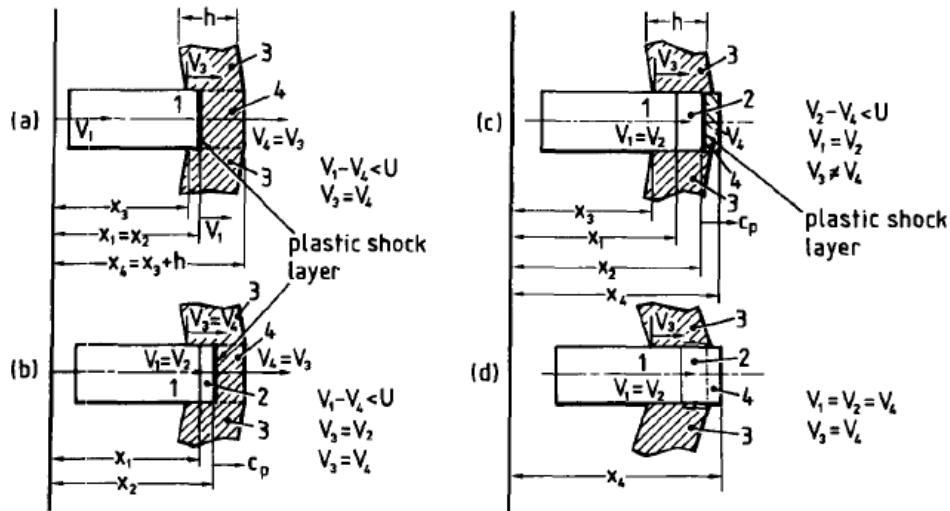 h
3
V₃
(a)
1
4
V₁
V₄=V₃
3
V₁-V₄<U
V₃=V₄
x₃
x₁=x₂
V₁
x₄=x₃+h
plastic shock
layer
3
V₃=V₄
4
(b)
V₁=V₂
V₄=V₃
1
2
3
V₁-V₄<U
V₃=V₂
V₃=V₄
x₁
cₚ
x₂
h
3
V₃
2
(c)
1
V₁=V₂
V₄
4
3
V₂-V₄<U
V₁=V₂
V₃≠V₄
plastic shock
layer
x₃
cₚ
x₁
x₂
x₄
V₃
3
(d)
1
2
V₁=V₂
4
3
V₁=V₂=V₄
V₃=V₄
x₄